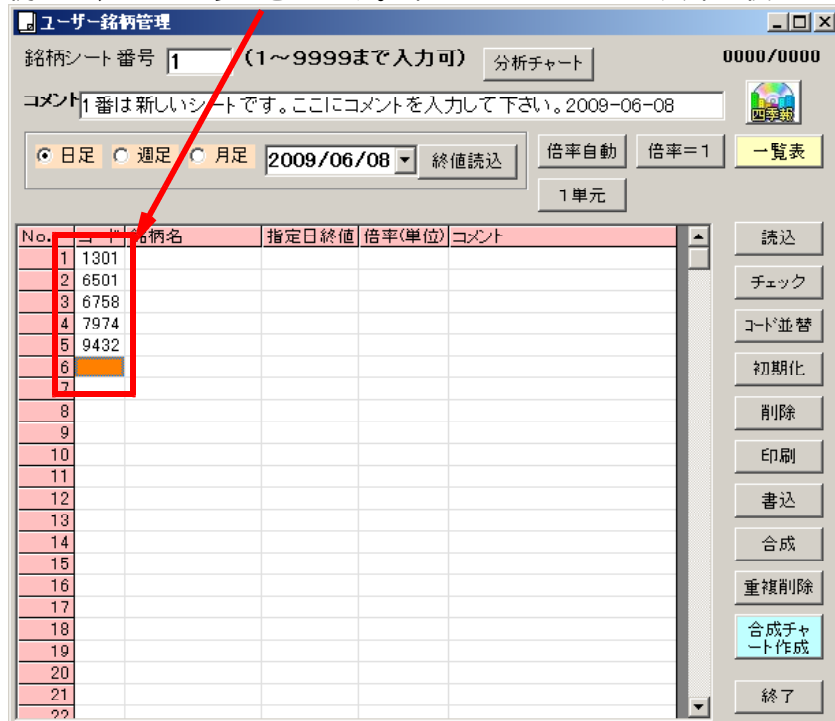 ユーザー銘柄管理
銘柄シート番号 1 (1～9999まで入力可) 分析チャート 0000/0000
コメント 1番は新しいシートです。ここにコメントを入力して下さい。2009-06-08 四季報
日足 週足 月足 2009/06/08 終値読込 倍率自動 倍率=1 一覧表
1単元
No. コード 銘柄名 指定日終値 倍率(単位) コメント
1 1301
2 6501
3 6758
4 7974
5 9432
6
7
8
9
10
11
12
13
14
15
16
17
18
19
20
21
22
読込
チェック
コード並替
初期化
削除
印刷
書込
合成
重複削除
合成チャ
ート作成
終了